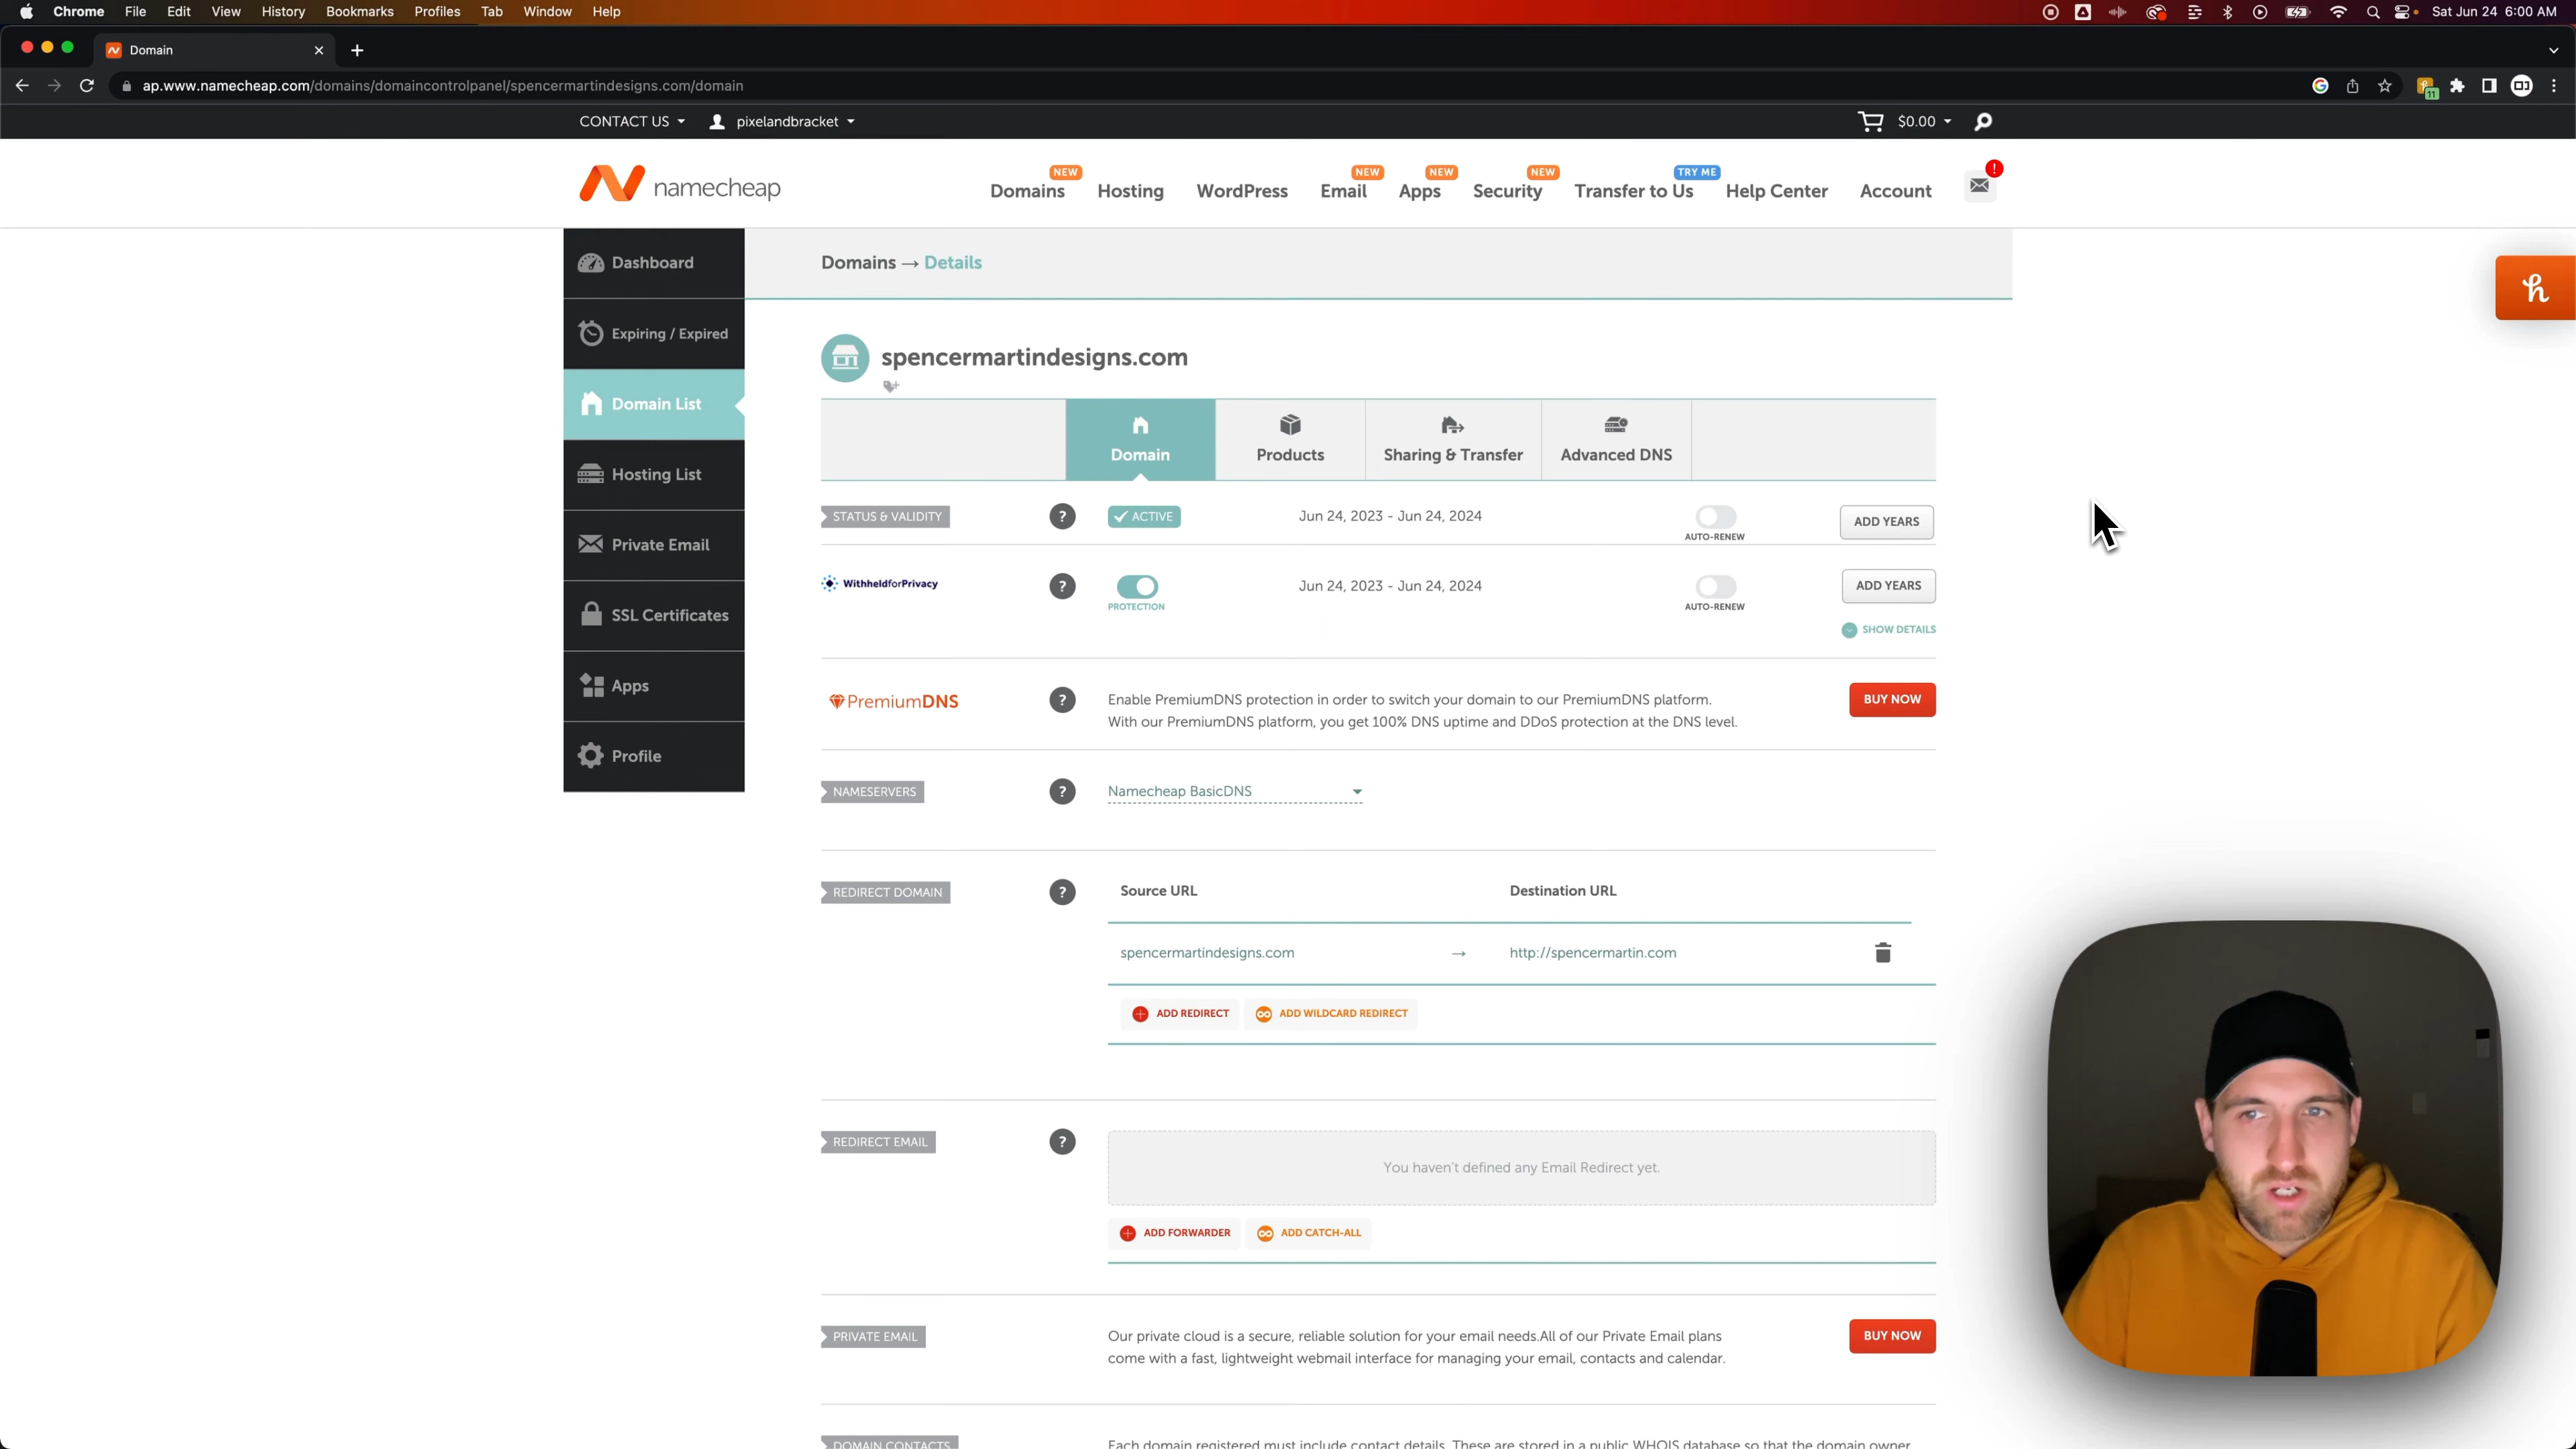 Chrome File Edit View History Bookmarks Profiles Tab Window Help Sat Jun 24 6:00 AM
Domain
ap.www.namecheap.com/domains/domaincontrolpanel/spencermartindesigns.com/domain
11
CONTACT US pixelandbracket $0.00
namecheap
NEW NEW NEW NEW TRY ME
Domains Hosting WordPress Email Apps Security Transfer to Us Help Center Account !
Dashboard
Expiring / Expired
Domain List
Hosting List
Private Email
SSL Certificates
Apps
Profile
Domains → Details
spencermartindesigns.com
Domain Products Sharing & Transfer Advanced DNS
STATUS & VALIDITY ? ACTIVE Jun 24, 2023 - Jun 24, 2024 AUTO-RENEW ADD YEARS
WithheldforPrivacy ? PROTECTION Jun 24, 2023 - Jun 24, 2024 AUTO-RENEW ADD YEARS
SHOW DETAILS
PremiumDNS ? Enable PremiumDNS protection in order to switch your domain to our PremiumDNS platform. BUY NOW
With our PremiumDNS platform, you get 100% DNS uptime and DDoS protection at the DNS level.
NAMESERVERS ? Namecheap BasicDNS
REDIRECT DOMAIN ? Source URL Destination URL
spencermartindesigns.com → http://spencermartin.com
ADD REDIRECT ADD WILDCARD REDIRECT
REDIRECT EMAIL ? You haven't defined any Email Redirect yet.
ADD FORWARDER ADD CATCH-ALL
PRIVATE EMAIL Our private cloud is a secure, reliable solution for your email needs.All of our Private Email plans BUY NOW
come with a fast, lightweight webmail interface for managing your email, contacts and calendar.
DOMAIN CONTACTS Each domain registered must include contact details. These are stored in a public WHOIS database so that the domain owner